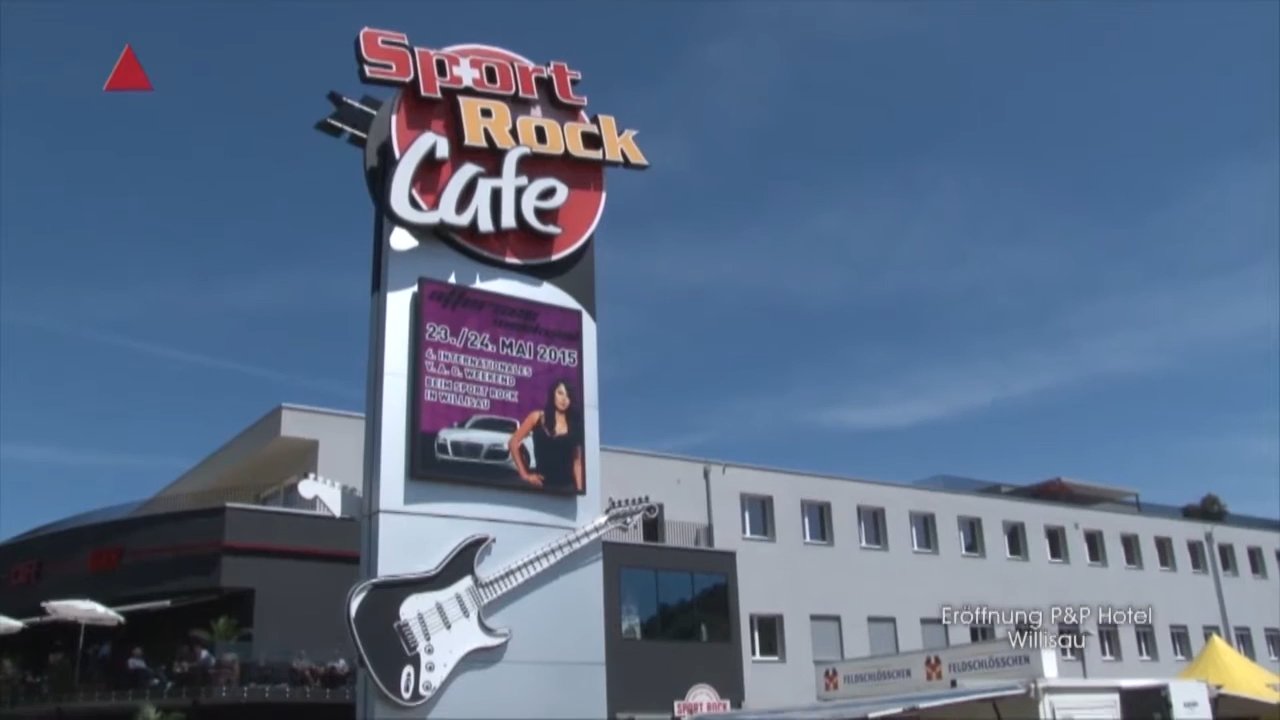 Sport
Rock
Cafe
23./24. MAI 2015
4. INTERNATIONALES
V. A. G. WEEKEND
BEIM SPORT ROCK
IN WILLISAU
CAFE
Eröffnung P&P Hotel
Willisau
FELDSCHLÖSSCHEN
FELDSCHLÖSSCHEN
SPORT ROCK